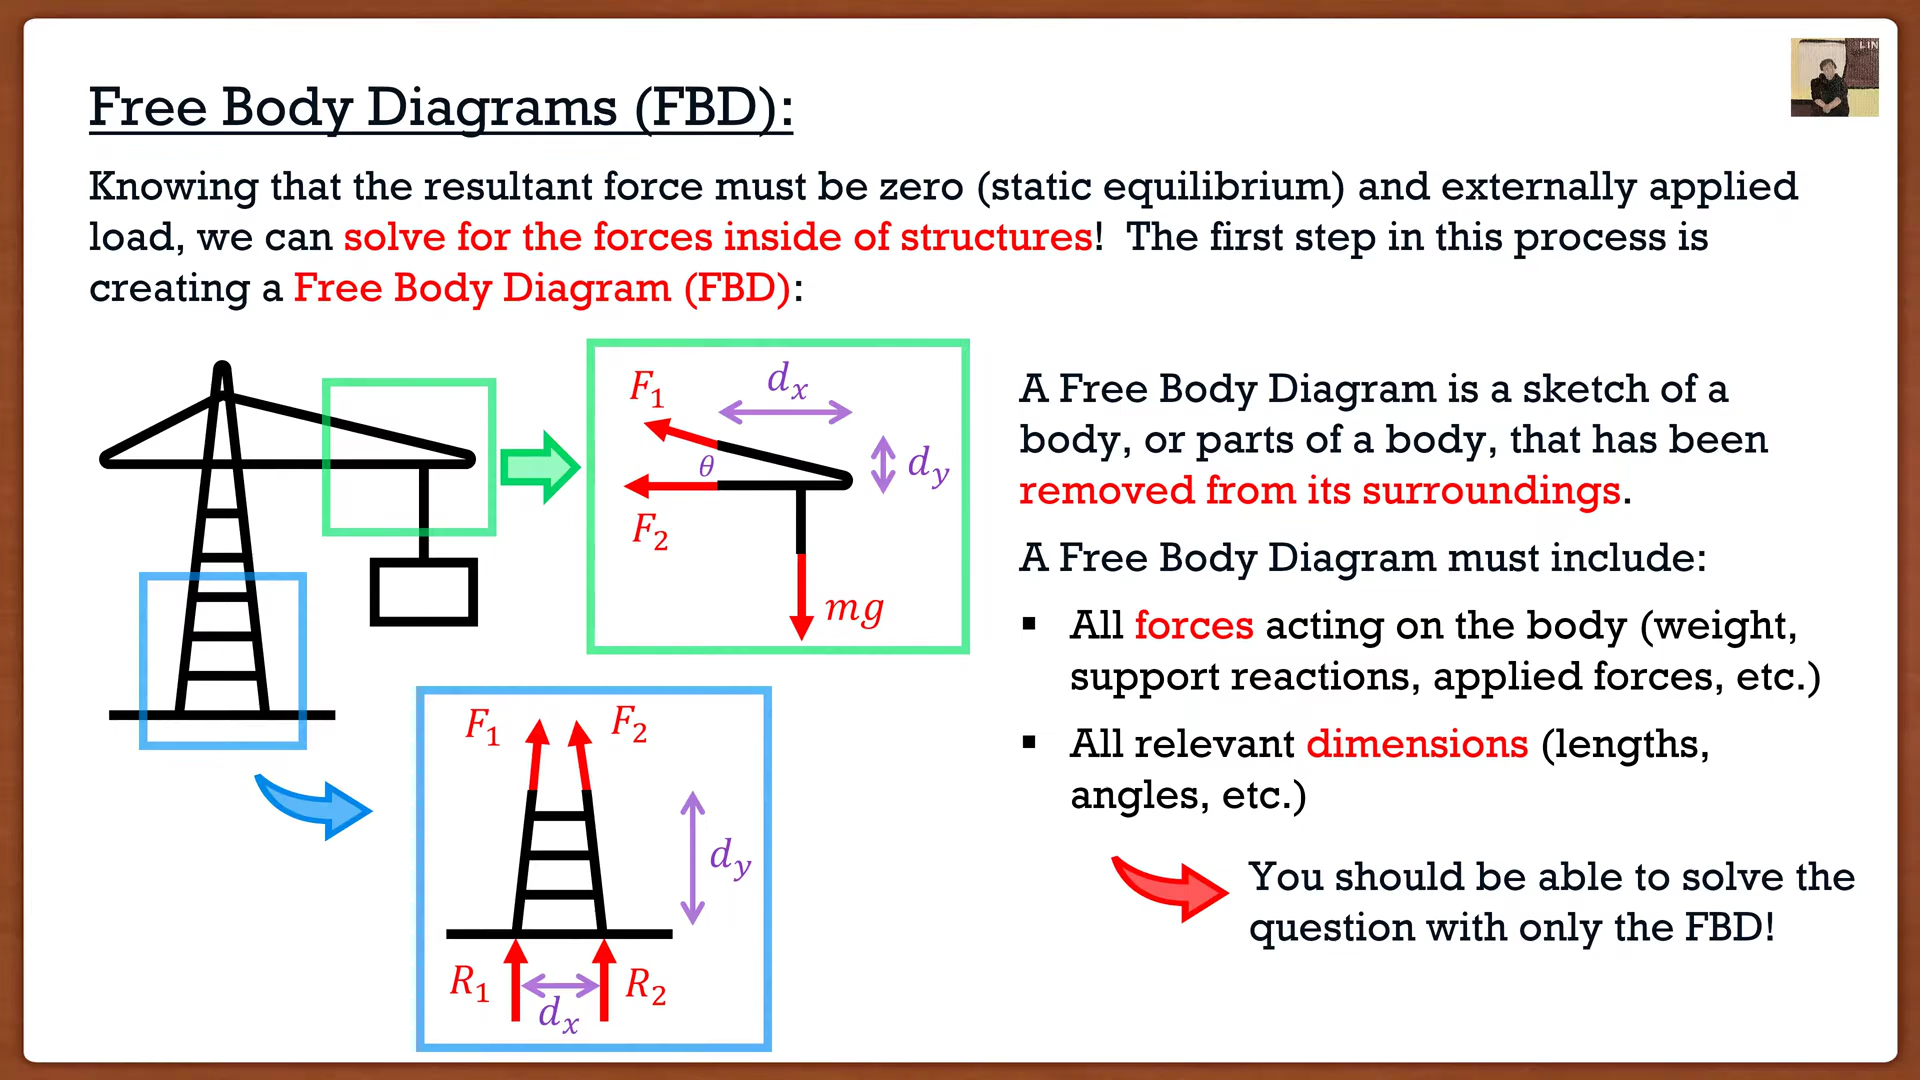 Free Body Diagrams (FBD):
Knowing that the resultant force must be zero (static equilibrium) and externally applied
load, we can solve for the forces inside of structures! The first step in this process is
creating a Free Body Diagram (FBD):
F₁
dₓ
θ
d_y
F₂
mg
A Free Body Diagram is a sketch of a
body, or parts of a body, that has been
removed from its surroundings.
A Free Body Diagram must include:
▪ All forces acting on the body (weight,
support reactions, applied forces, etc.)
▪ All relevant dimensions (lengths,
angles, etc.)
You should be able to solve the
question with only the FBD!
F₁
F₂
d_y
R₁
dₓ
R₂
LIN